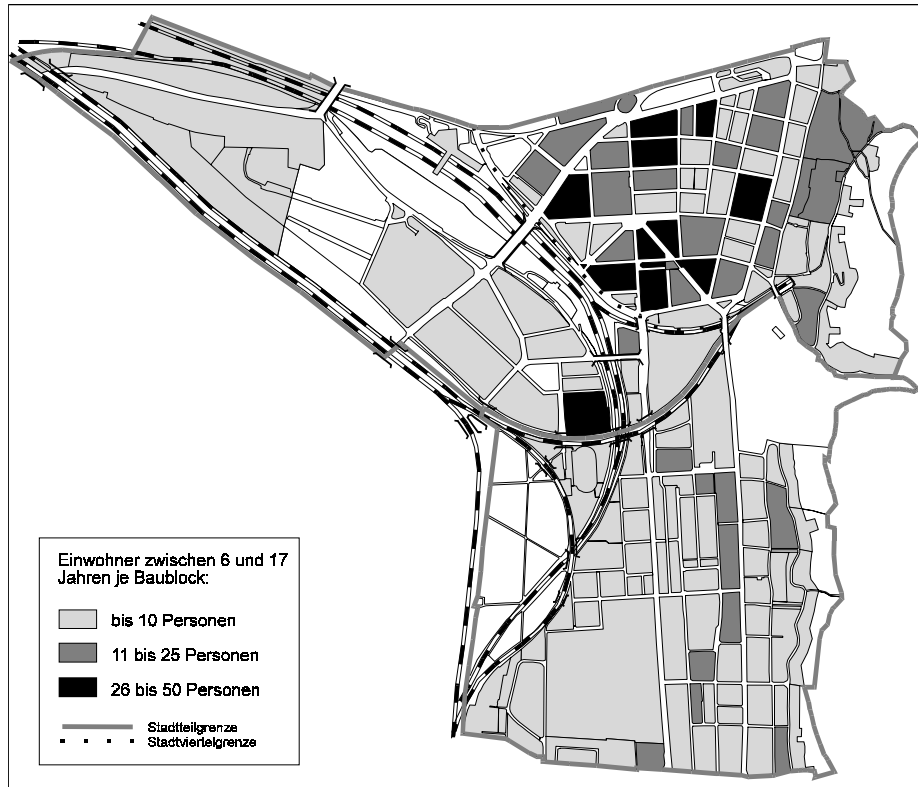 Einwohner zwischen 6 und 17
Jahren je Baublock:
bis 10 Personen
11 bis 25 Personen
26 bis 50 Personen
Stadtteilgrenze
Stadtviertelgrenze